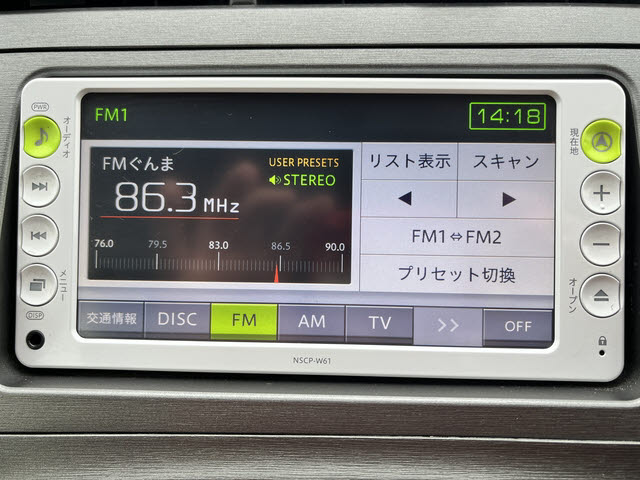 PWR
オーディオ
メニュー
DISP
FM1
14:18
FMぐんま
USER PRESETS
STEREO
86.3 MHz
76.0 79.5 83.0 86.5 90.0
リスト表示 スキャン
◀ ▶
FM1⇔FM2
プリセット切換
交通情報 DISC FM AM TV >> OFF
現在地
+
−
オープン
NSCP-W61